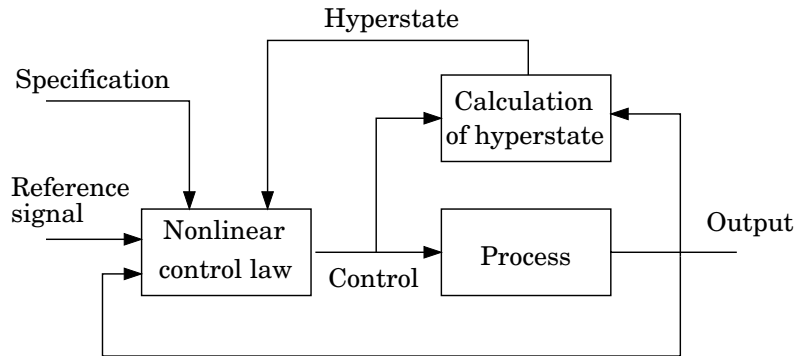 Hyperstate
Specification
Calculation
of hyperstate
Reference
signal
Nonlinear
control law
Control
Process
Output